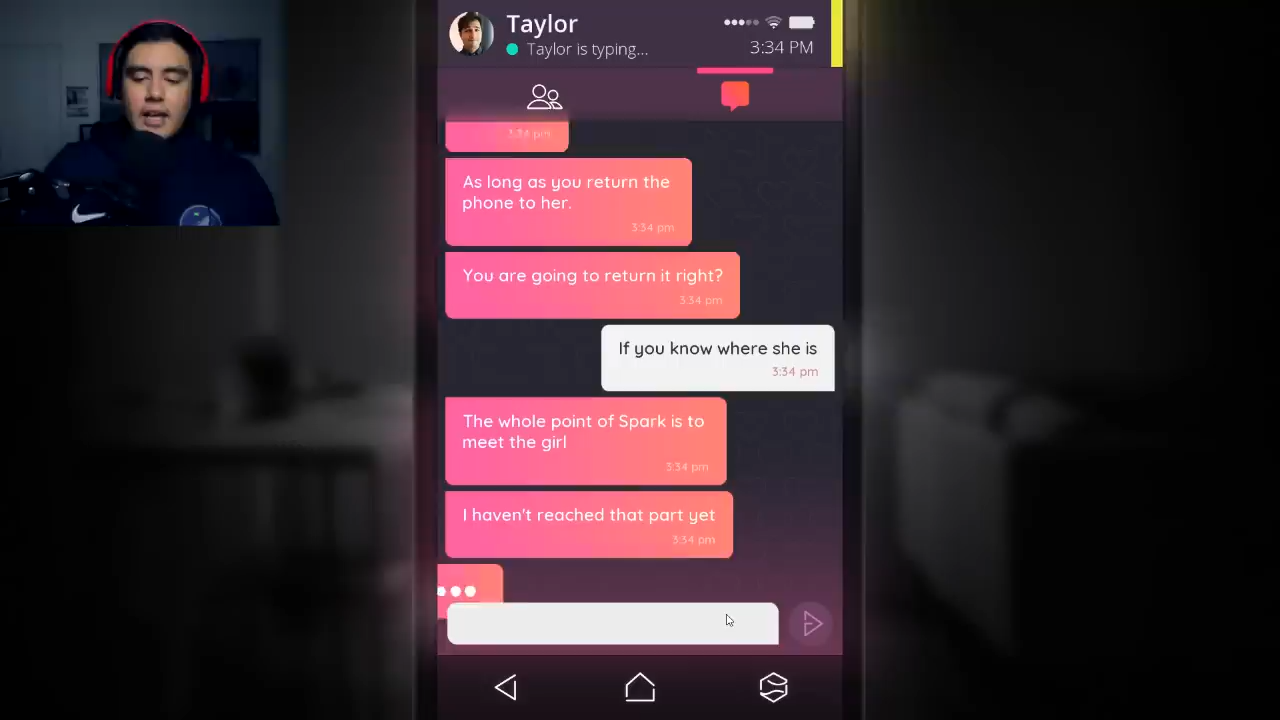 Taylor
Taylor is typing...
3:34 PM
3:34 pm
As long as you return the
phone to her.
3:34 pm
You are going to return it right?
3:34 pm
If you know where she is
3:34 pm
The whole point of Spark is to
meet the girl
3:34 pm
I haven't reached that part yet
3:34 pm